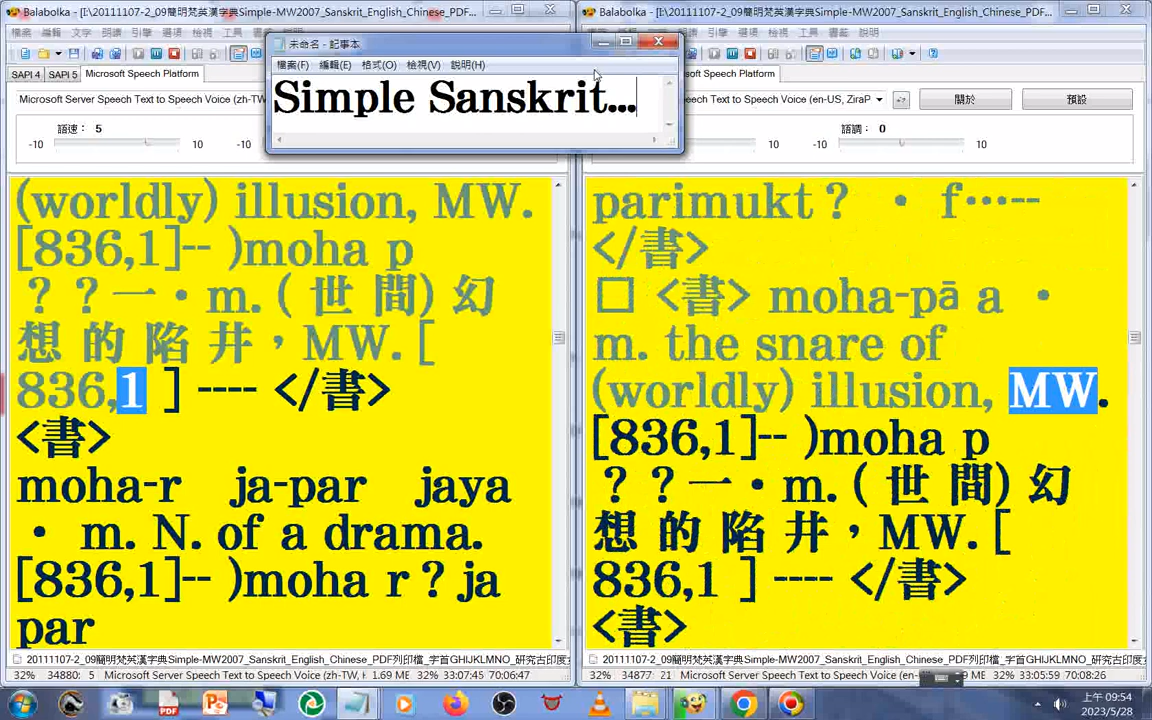 Balabolka - [I:\20111107-2_09簡明梵英漢字典Simple-MW2007_Sanskrit_English_Chinese_PDF...
Balabolka - [I:\20111107-2_09簡明梵英漢字典Simple-MW2007_Sanskrit_English_Chinese_PDF...
未命名 - 記事本
檔案(F) 編輯(E) 格式(O) 檢視(V) 說明(H)
Simple Sanskrit...
SAPI 4 SAPI 5 Microsoft Speech Platform
Microsoft Server Speech Text to Speech Voice (zh-TW
語速： 5
-10 10 -10
Speech Platform
ech Text to Speech Voice (en-US, ZiraP
關於 預設
語調： 0
10 -10 10
(worldly) illusion, MW.
[836,1]-- )moha p
？？一・m. ( 世 間) 幻
想 的 陷 井，MW. [
836,1 ] ---- </書>
<書>
moha-r ja-par jaya
・ m. N. of a drama.
[836,1]-- )moha r？ja
par
parimukt？ ・ f…--
</書>
□ <書> moha-pā a ・
m. the snare of
(worldly) illusion, MW.
[836,1]-- )moha p
？？一・m. ( 世 間) 幻
想 的 陷 井，MW. [
836,1 ] ---- </書>
<書>
20111107-2_09簡明梵英漢字典Simple-MW2007_Sanskrit_English_Chinese_PDF列印檔_字首GHIJKLMNO_研究古印度
20111107-2_09簡明梵英漢字典Simple-MW2007_Sanskrit_English_Chinese_PDF列印檔_字首GHIJKLMNO_研究古印度
32% 34880: 5 Microsoft Server Speech Text to Speech Voice (zh-TW, 1.69 MB 32% 33:07:45 70:06:47
32% 34877: 21 Microsoft Server Speech Text to Speech Voice (en- 32% 33:05:59 70:08:26
上午 09:54
2023/5/28